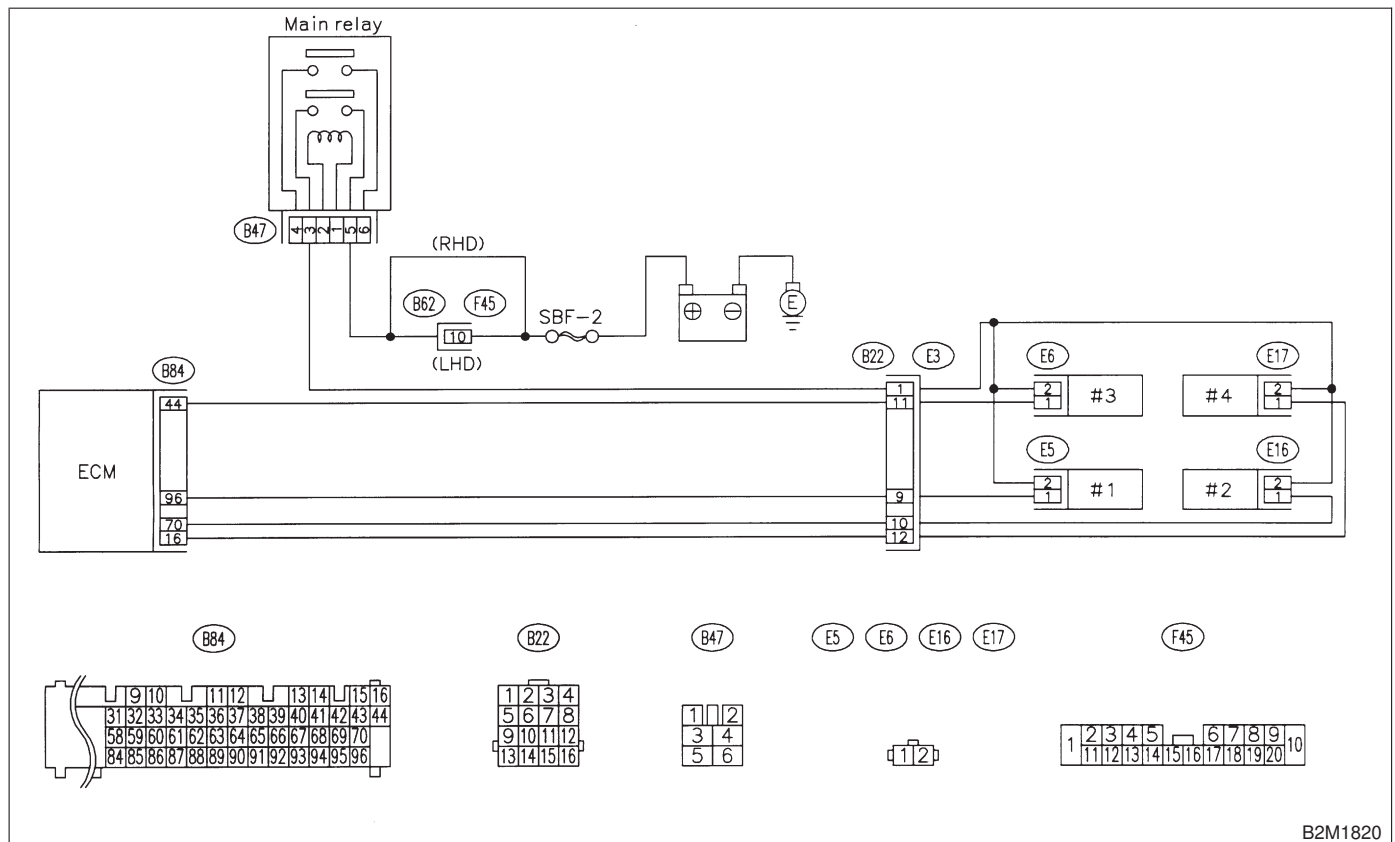 Main relay
B47
4 3 2 1 5 6
(RHD)
B62 F45
10
(LHD)
SBF-2
⊕ ⊖
E
B84
B22 E3
E6 E17
44
1
11
2
1
#3
#4
2
1
ECM
E5 E16
96
9
2
1
#1
#2
2
1
70
10
16
12
B84 B22 B47 E5 E6 E16 E17 F45
9 10 11 12 13 14 15 16
31 32 33 34 35 36 37 38 39 40 41 42 43 44
58 59 60 61 62 63 64 65 66 67 68 69 70
84 85 86 87 88 89 90 91 92 93 94 95 96
1 2 3 4
5 6 7 8
9 10 11 12
13 14 15 16
1 2
3 4
5 6
1 2
1 2 3 4 5 6 7 8 9 10
11 12 13 14 15 16 17 18 19 20
B2M1820